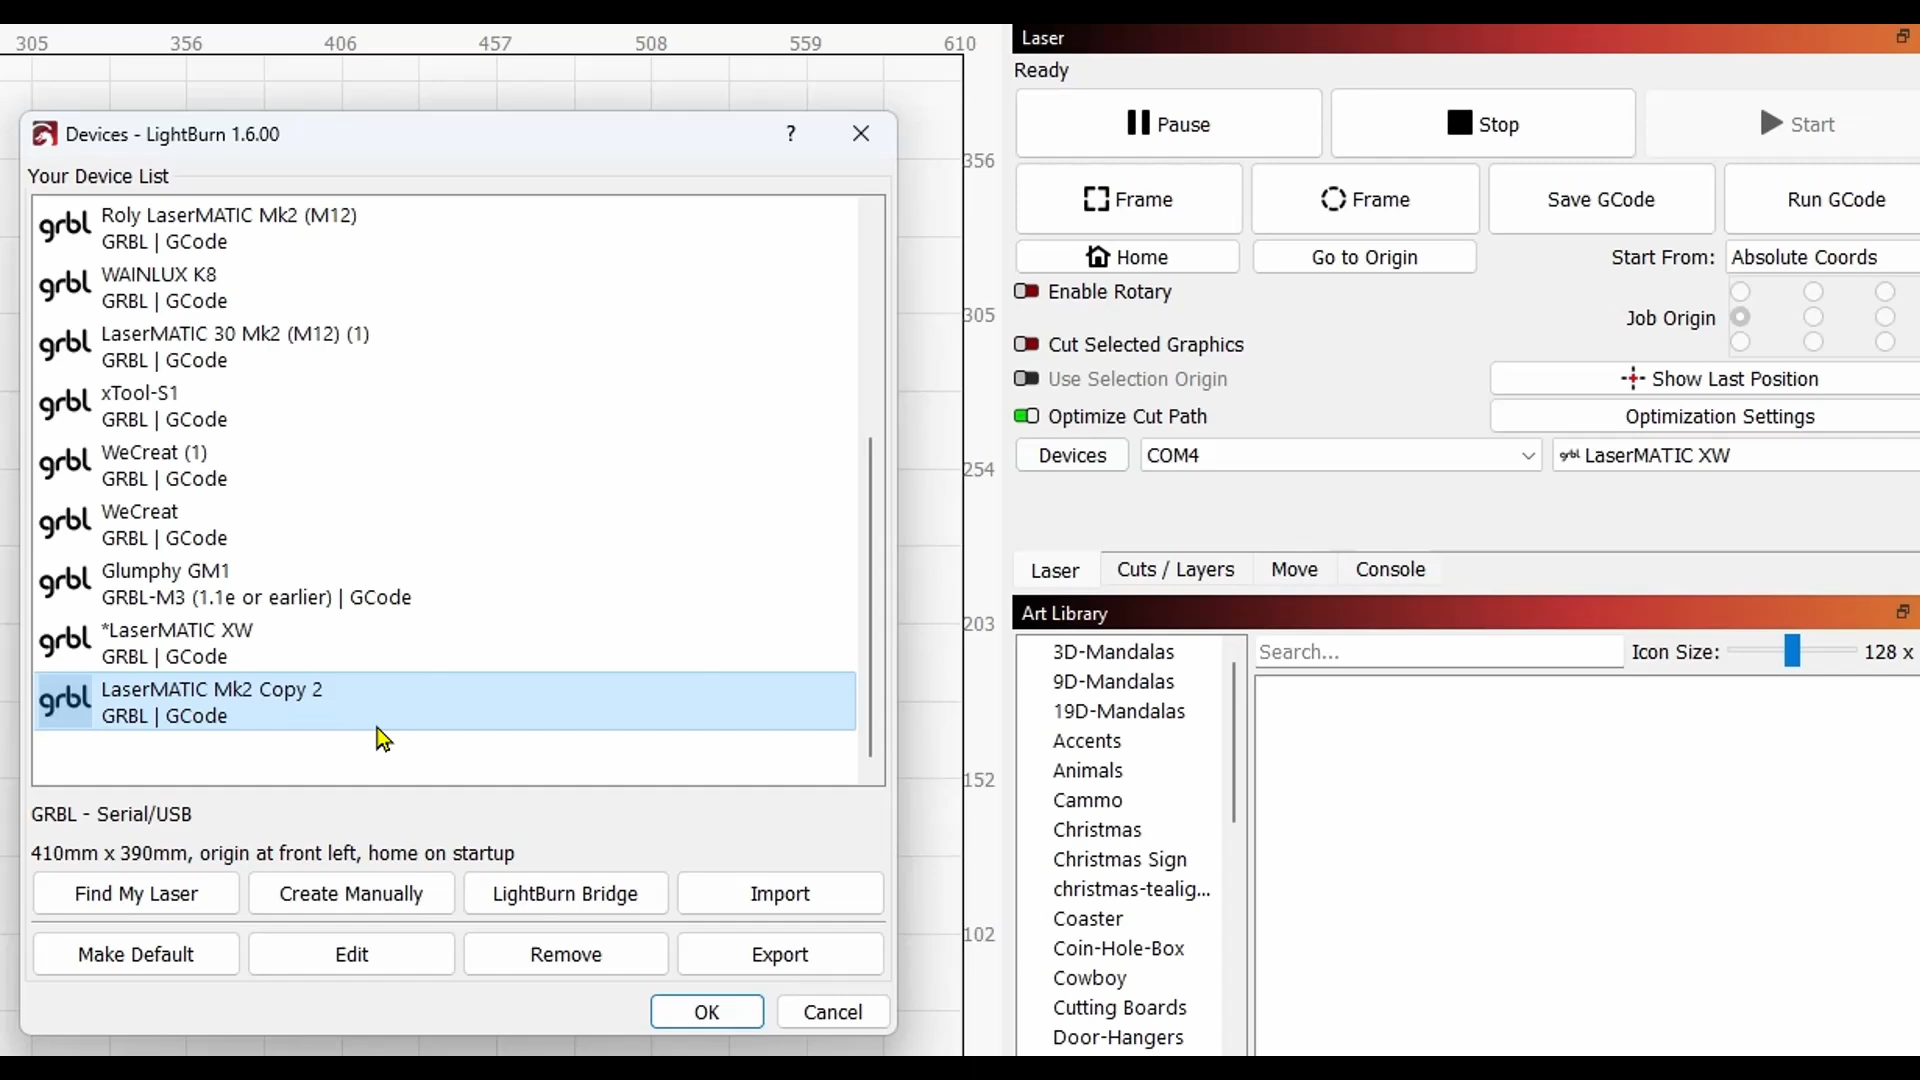 305 356 406 457 508 559 610
Devices - LightBurn 1.6.00 ?
Your Device List
grbl Roly LaserMATIC Mk2 (M12)
GRBL | GCode
grbl WAINLUX K8
GRBL | GCode
grbl LaserMATIC 30 Mk2 (M12) (1)
GRBL | GCode
grbl xTool-S1
GRBL | GCode
grbl WeCreat (1)
GRBL | GCode
grbl WeCreat
GRBL | GCode
grbl Glumphy GM1
GRBL-M3 (1.1e or earlier) | GCode
grbl *LaserMATIC XW
GRBL | GCode
grbl LaserMATIC Mk2 Copy 2
GRBL | GCode
GRBL - Serial/USB
410mm x 390mm, origin at front left, home on startup
Find My Laser Create Manually LightBurn Bridge Import
Make Default Edit Remove Export
OK Cancel
356
305
254
203
152
102
Laser
Ready
Pause Stop Start
Frame Frame Save GCode Run GCode
Home Go to Origin Start From: Absolute Coords
Enable Rotary
Job Origin
Cut Selected Graphics
Use Selection Origin Show Last Position
Optimize Cut Path Optimization Settings
Devices COM4 grbl LaserMATIC XW
Laser Cuts / Layers Move Console
Art Library
Search... Icon Size: 128 x
3D-Mandalas
9D-Mandalas
19D-Mandalas
Accents
Animals
Cammo
Christmas
Christmas Sign
christmas-tealig...
Coaster
Coin-Hole-Box
Cowboy
Cutting Boards
Door-Hangers